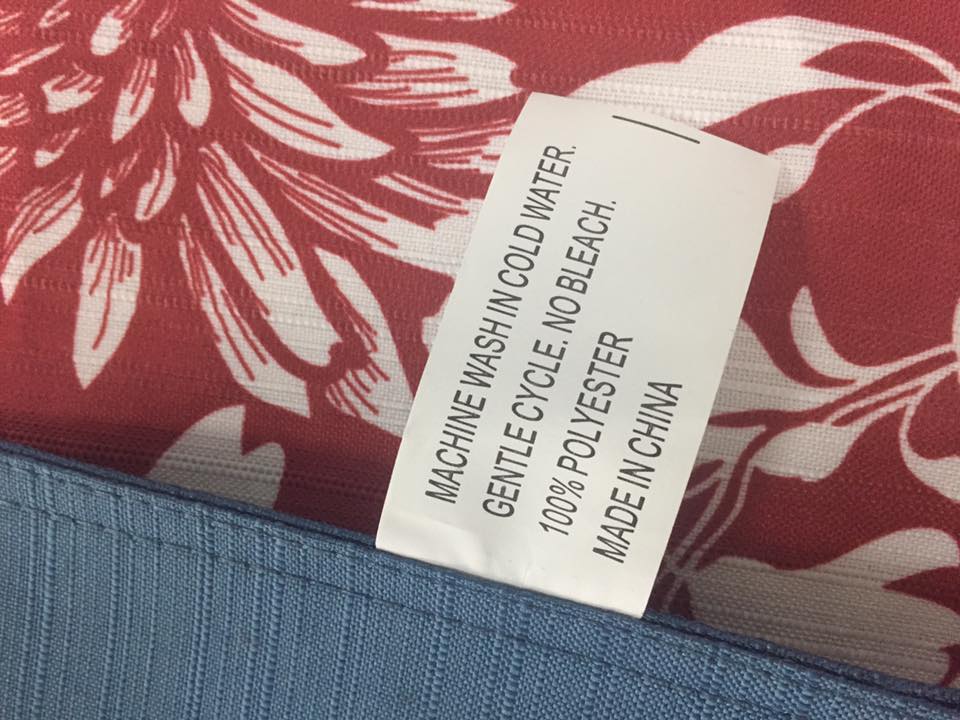 MACHINE WASH IN COLD WATER.
GENTLE CYCLE. NO BLEACH.
100% POLYESTER
MADE IN CHINA